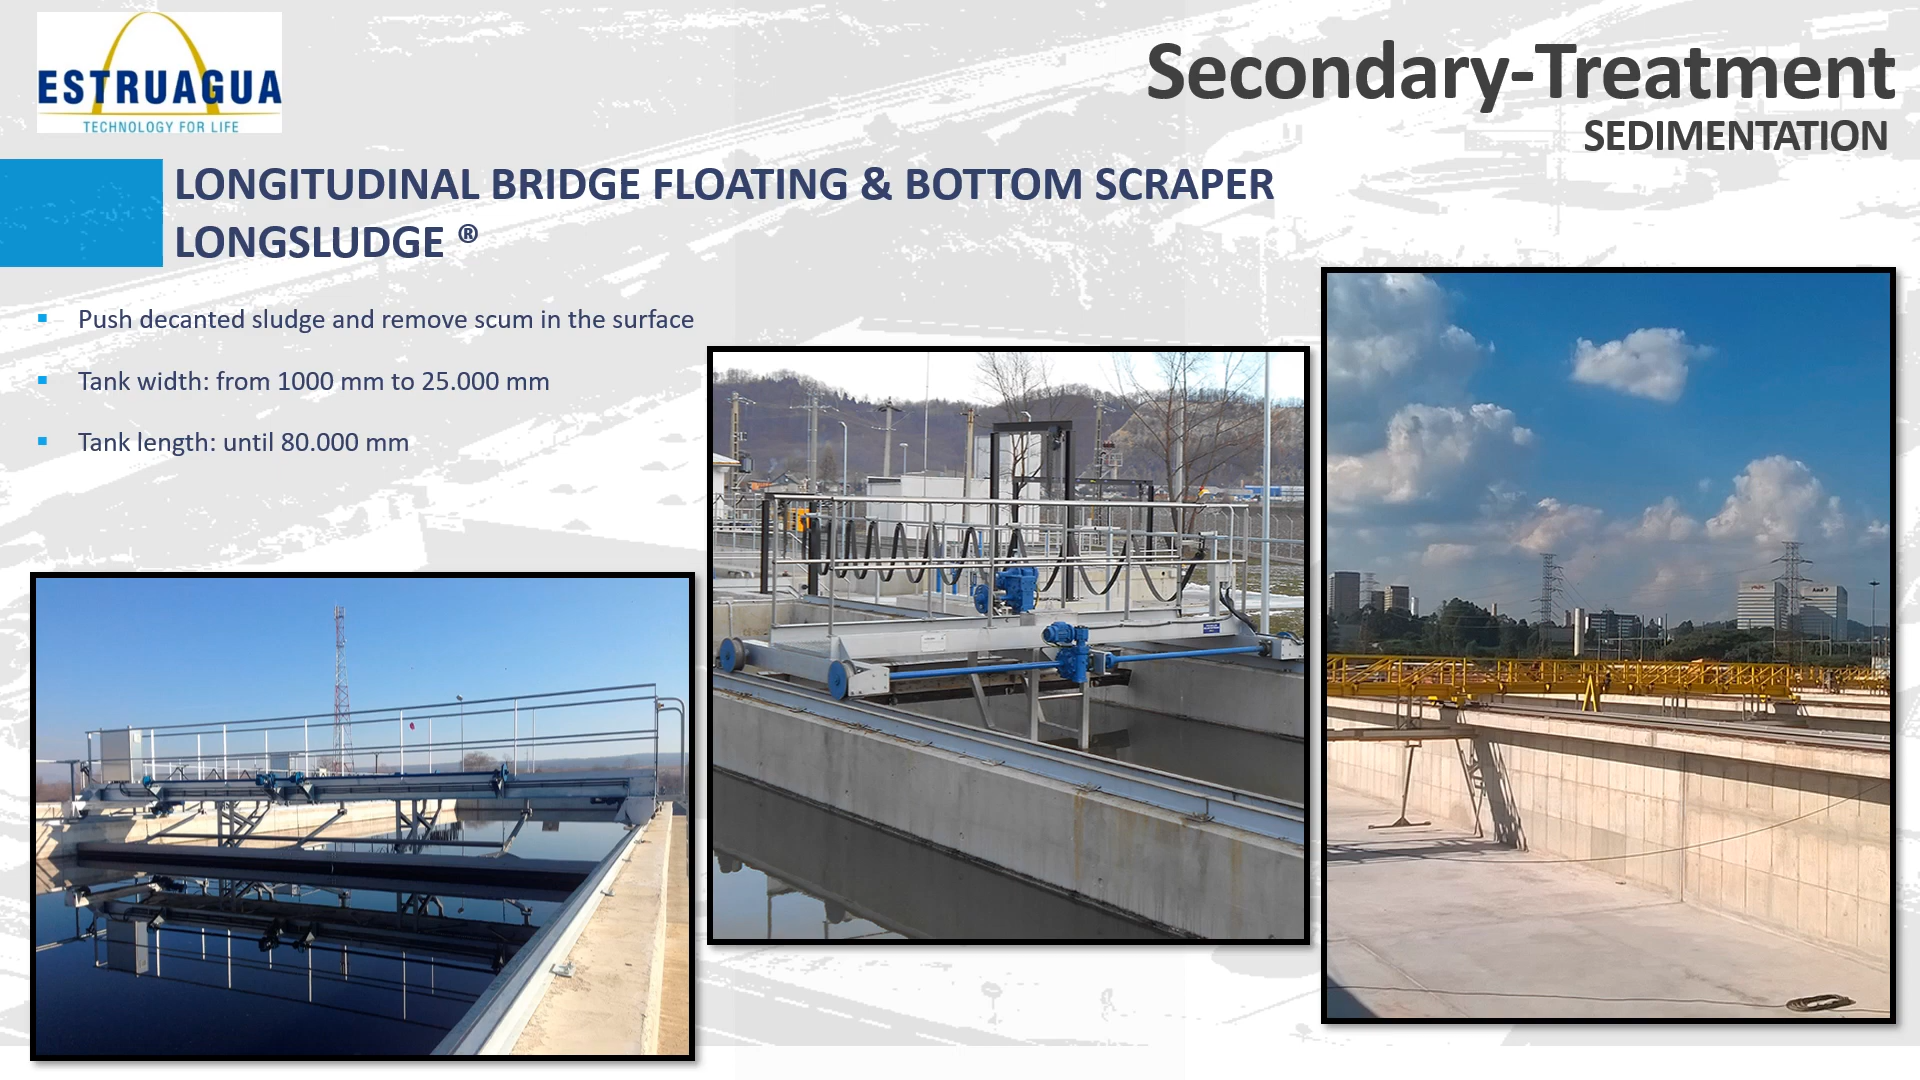 ESTRUAGUA
TECHNOLOGY FOR LIFE
Secondary-Treatment
SEDIMENTATION
LONGITUDINAL BRIDGE FLOATING & BOTTOM SCRAPER
LONGSLUDGE ®
▪ Push decanted sludge and remove scum in the surface
▪ Tank width: from 1000 mm to 25.000 mm
▪ Tank length: until 80.000 mm